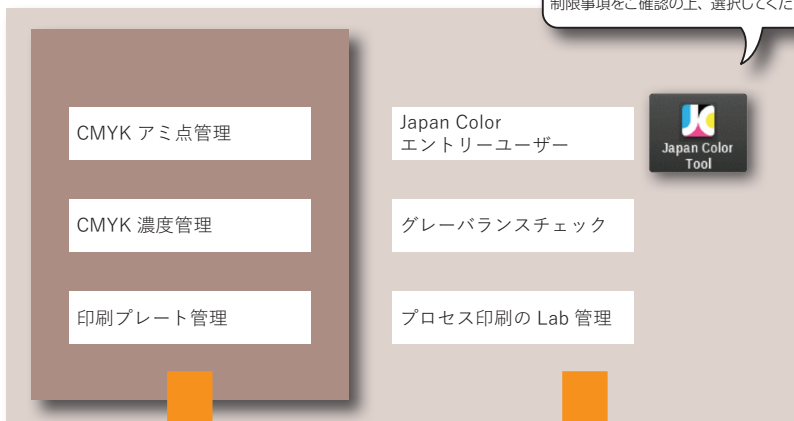 制限事項をご確認の上、選択してくだ
CMYK アミ点管理
Japan Color
エントリーユーザー
Japan Color
Tool
CMYK 濃度管理
グレーバランスチェック
印刷プレート管理
プロセス印刷の Lab 管理